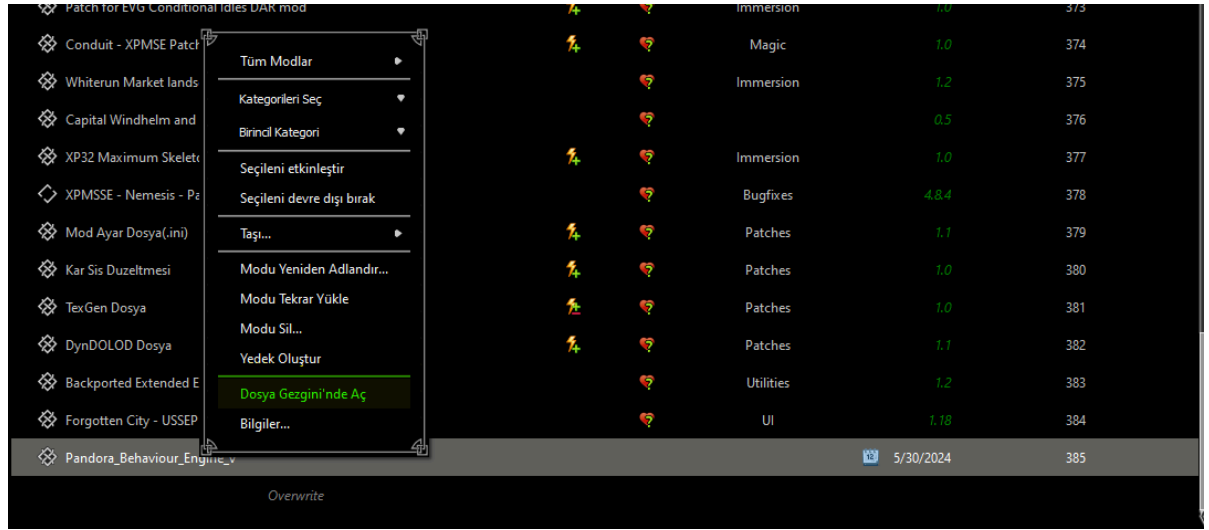 Patch for EVG Conditional Idles DAR mod Immersion 1.0 373
Conduit - XPMSE Patch Magic 1.0 374
Whiterun Market lands Immersion 1.2 375
Capital Windhelm and 0.5 376
XP32 Maximum Skelet Immersion 1.0 377
XPMSSE - Nemesis - Pa Bugfixes 4.8.4 378
Mod Ayar Dosya(.ini) Patches 1.1 379
Kar Sis Duzeltmesi Patches 1.0 380
TexGen Dosya Patches 1.0 381
DynDOLOD Dosya Patches 1.1 382
Backported Extended E Utilities 1.2 383
Forgotten City - USSEP UI 1.18 384
Pandora_Behaviour_Engine_v 5/30/2024 385
Overwrite
Tüm Modlar
Kategorileri Seç
Birincil Kategori
Seçileni etkinleştir
Seçileni devre dışı bırak
Taşı...
Modu Yeniden Adlandır...
Modu Tekrar Yükle
Modu Sil...
Yedek Oluştur
Dosya Gezgini'nde Aç
Bilgiler...